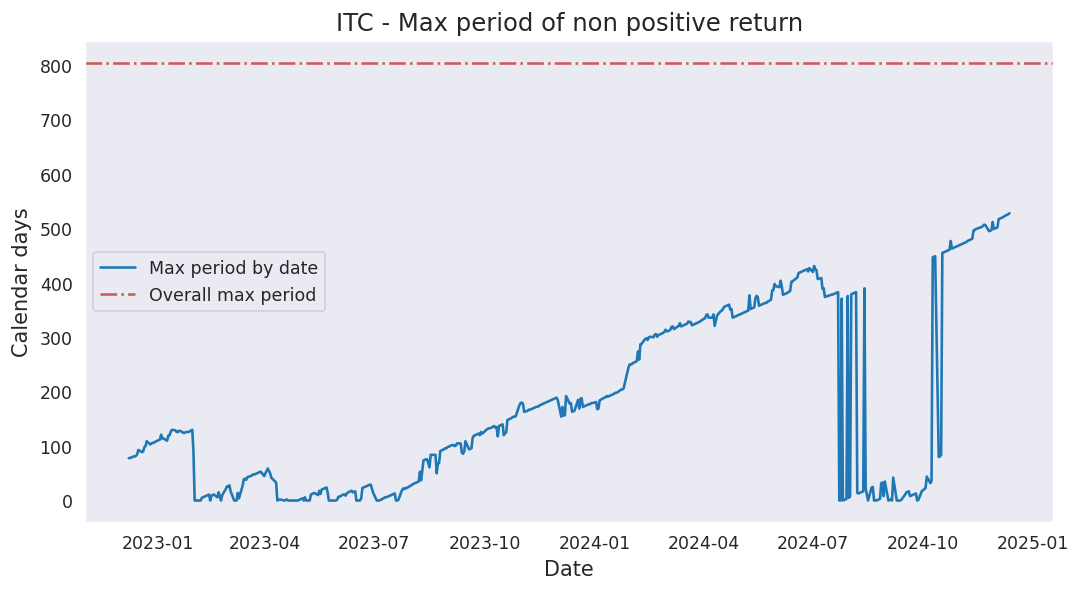 ITC - Max period of non positive return
800
700
600
500
400
300
200
100
0
Calendar days
Max period by date
Overall max period
2023-01 2023-04 2023-07 2023-10 2024-01 2024-04 2024-07 2024-10 2025-01
Date